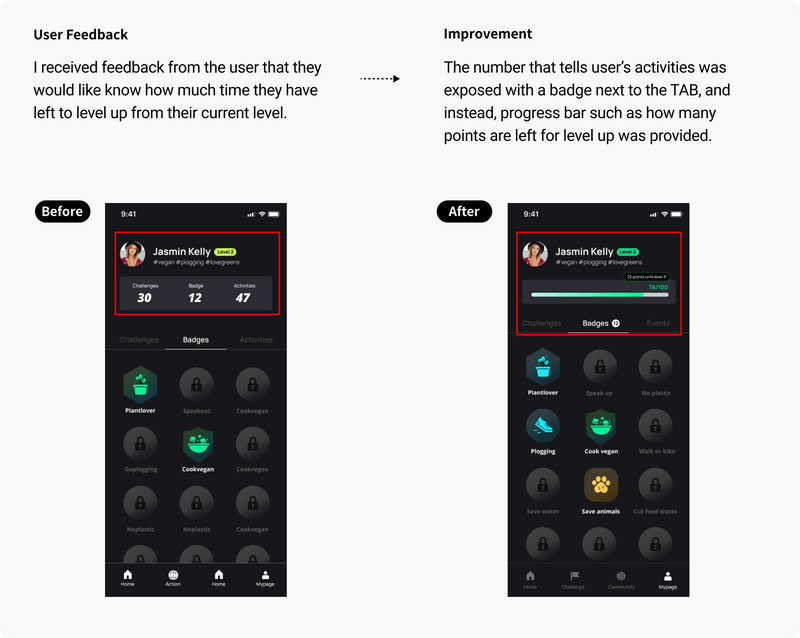 User Feedback
I received feedback from the user that they
would like know how much time they have
left to level up from their current level.
Improvement
The number that tells user's activities was
exposed with a badge next to the TAB, and
instead, progress bar such as how many
points are left for level up was provided.
Before
9:41
Jasmin Kelly Level 2
#vegan #plogging #lovegreens
Challenges Badge Activities
30 12 47
Challenges Badges Activities
Plantlover Speakout Cookvegan
Goplogging Cookvegan Cookvegan
Noplastic Noplastic Cookvegan
Home Action Home Mypage
After
9:41
Jasmin Kelly Level 2
#vegan #plogging #lovegreens
22 points until level 3!
78/100
Challenges Badges 12 Events
Plantlover Speak up No plastic
Plogging Cook vegan Walk or bike
Save water Save animals Cut food waste
Home Challenge Community Mypage